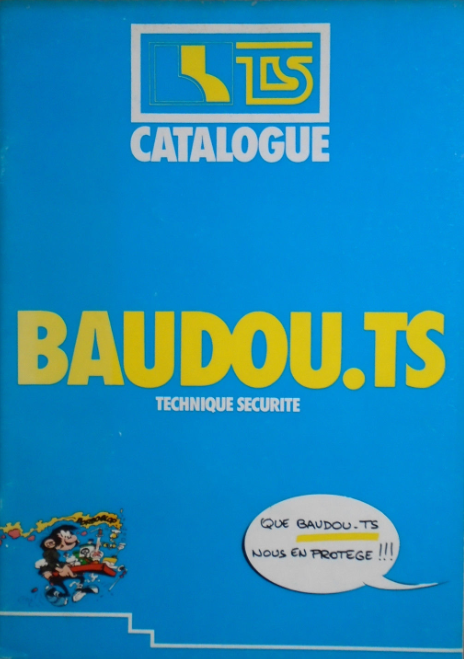 TS
CATALOGUE
BAUDOU.TS
TECHNIQUE SECURITE
QUE BAUDOU-TS
NOUS EN PROTEGE !!!